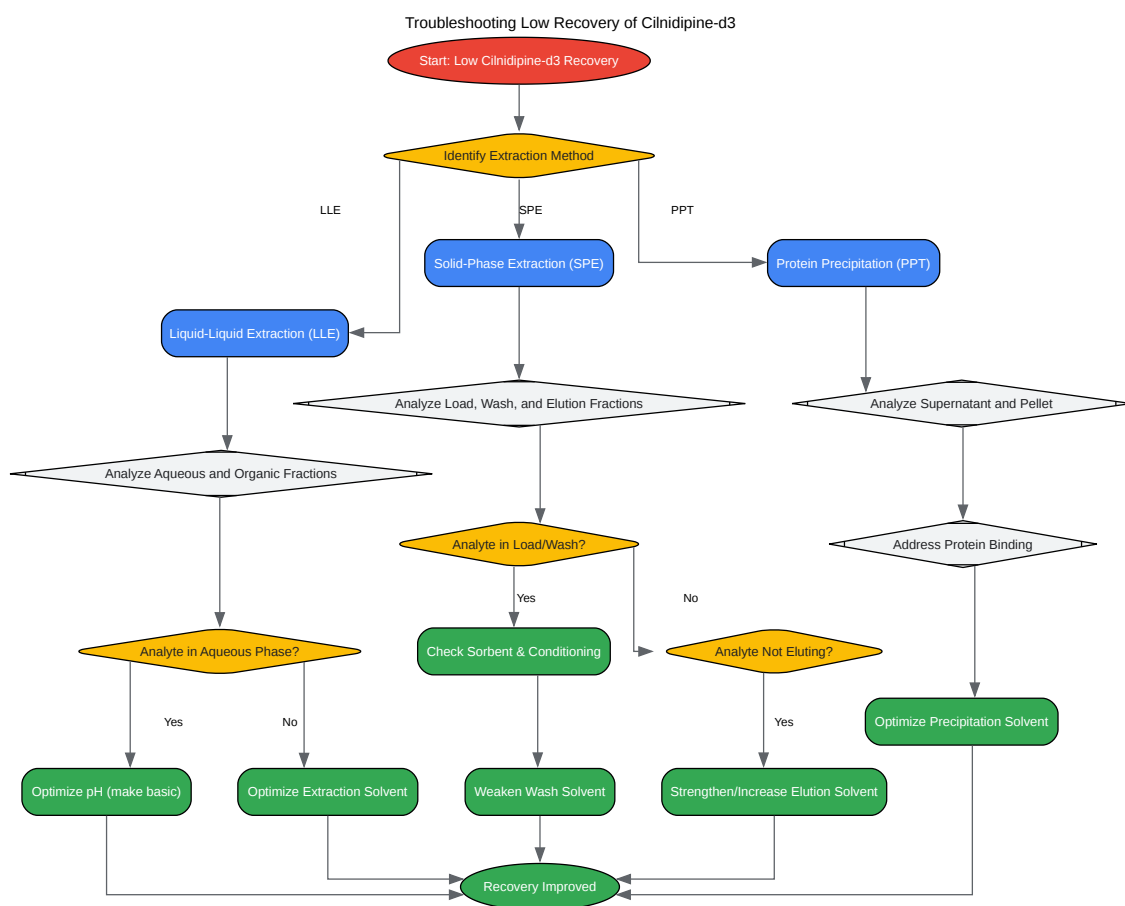 Troubleshooting Low Recovery of Cilnidipine-d3
Start: Low Cilnidipine-d3 Recovery
Identify Extraction Method
LLE
SPE
PPT
Solid-Phase Extraction (SPE)
Protein Precipitation (PPT)
Liquid-Liquid Extraction (LLE)
Analyze Load, Wash, and Elution Fractions
Analyze Supernatant and Pellet
Analyze Aqueous and Organic Fractions
Analyte in Load/Wash?
Address Protein Binding
Yes
No
Analyte in Aqueous Phase?
Check Sorbent & Conditioning
Analyte Not Eluting?
Yes
No
Yes
Optimize Precipitation Solvent
Optimize pH (make basic)
Optimize Extraction Solvent
Weaken Wash Solvent
Strengthen/Increase Elution Solvent
Recovery Improved